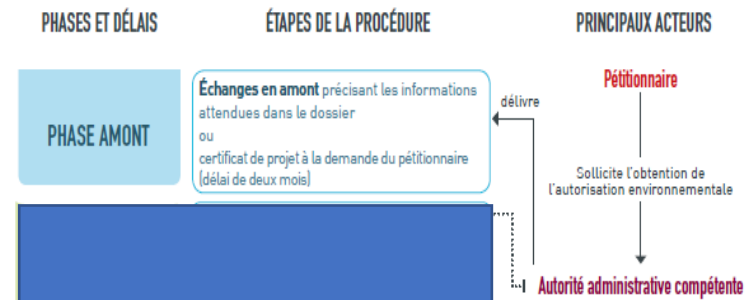 PHASES ET DÉLAIS
ÉTAPES DE LA PROCÉDURE
PRINCIPAUX ACTEURS
PHASE AMONT
Échanges en amont précisant les informations
attendues dans le dossier
ou
certificat de projet à la demande du pétitionnaire
(délai de deux mois)
délivre
Pétitionnaire
Sollicite l'obtention de
l'autorisation environnementale
Autorité administrative compétente